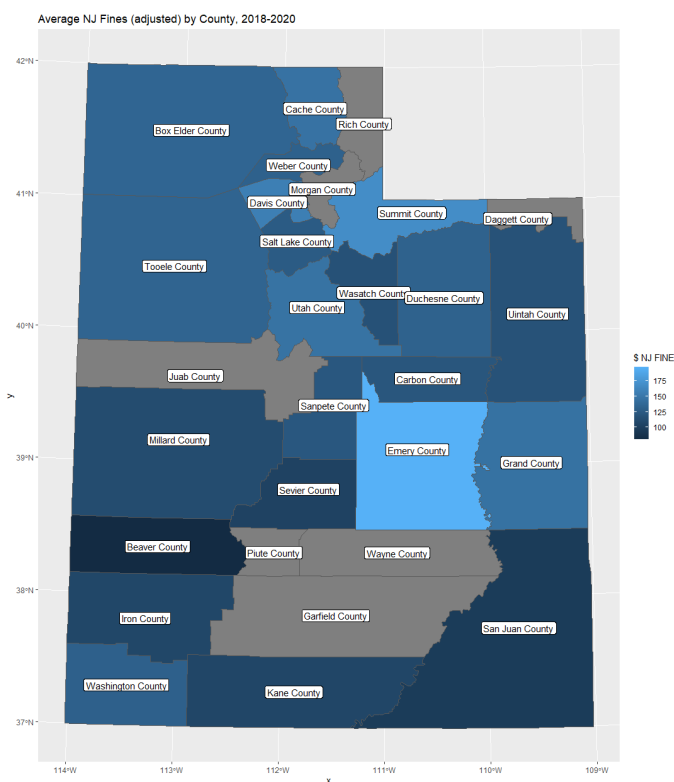 Average NJ Fines (adjusted) by County, 2018-2020
42°N
Cache County
Rich County
Box Elder County
Weber County
41°N
Morgan County
Davis County
Summit County
Daggett County
Salt Lake County
Tooele County
Wasatch County
Duchesne County
Utah County
Uintah County
40°N
Juab County
Carbon County
Sanpete County
Millard County
Emery County
39°N
Grand County
Sevier County
Beaver County
Piute County
Wayne County
38°N
Iron County
Garfield County
San Juan County
Washington County
Kane County
37°N
114°W 113°W 112°W 111°W 110°W 109°W
x
y
$ NJ FINE
175
150
125
100